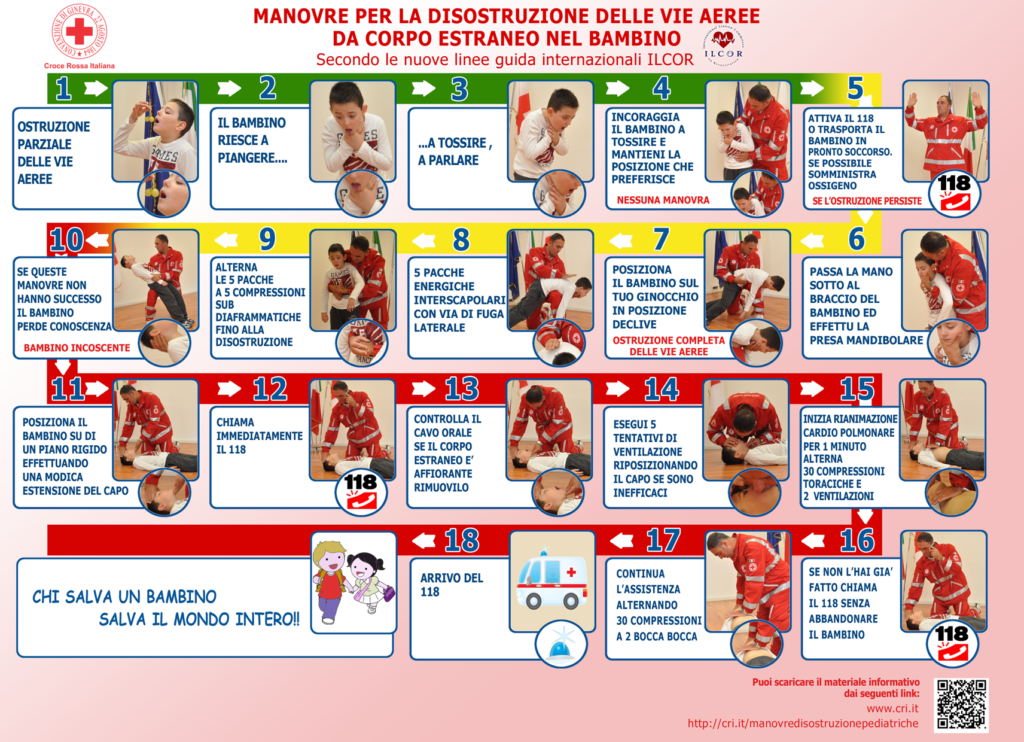 MANOVRE PER LA DISOSTRUZIONE DELLE VIE AEREE
DA CORPO ESTRANEO NEL BAMBINO
Secondo le nuove linee guida internazionali ILCOR
CONVENZIONE DI GINEVRA 22 AGOSTO 1864
Croce Rossa Italiana
ILCOR
1
OSTRUZIONE
PARZIALE
DELLE VIE
AEREE
2
IL BAMBINO
RIESCE A
PIANGERE....
3
...A TOSSIRE ,
A PARLARE
4
INCORAGGIA
IL BAMBINO A
TOSSIRE E
MANTIENI LA
POSIZIONE CHE
PREFERISCE
NESSUNA MANOVRA
5
ATTIVA IL 118
O TRASPORTA IL
BAMBINO IN
PRONTO SOCCORSO.
SE POSSIBILE
SOMMINISTRA
OSSIGENO
SE L'OSTRUZIONE PERSISTE
118
6
PASSA LA MANO
SOTTO AL
BRACCIO DEL
BAMBINO ED
EFFETTU LA
PRESA MANDIBOLARE
7
POSIZIONA
IL BAMBINO SUL
TUO GINOCCHIO
IN POSIZIONE
DECLIVE
OSTRUZIONE COMPLETA
DELLE VIE AEREE
8
5 PACCHE
ENERGICHE
INTERSCAPOLARI
CON VIA DI FUGA
LATERALE
9
ALTERNA
LE 5 PACCHE
A 5 COMPRESSIONI
SUB
DIAFRAMMATICHE
FINO ALLA
DISOSTRUZIONE
10
SE QUESTE
MANOVRE NON
HANNO SUCCESSO
IL BAMBINO
PERDE CONOSCENZA
BAMBINO INCOSCENTE
11
POSIZIONA IL
BAMBINO SU DI
UN PIANO RIGIDO
EFFETTUANDO
UNA MODICA
ESTENSIONE DEL CAPO
12
CHIAMA
IMMEDIATAMENTE
IL 118
118
13
CONTROLLA IL
CAVO ORALE
SE IL CORPO
ESTRANEO E'
AFFIORANTE
RIMUOVILO
14
ESEGUI 5
TENTATIVI DI
VENTILAZIONE
RIPOSIZIONANDO
IL CAPO SE SONO
INEFFICACI
15
INIZIA RIANIMAZIONE
CARDIO POLMONARE
PER 1 MINUTO
ALTERNA
30 COMPRESSIONI
TORACICHE E
2 VENTILAZIONI
16
SE NON L'HAI GIA'
FATTO CHIAMA
IL 118 SENZA
ABBANDONARE
IL BAMBINO
118
17
CONTINUA
L'ASSISTENZA
ALTERNANDO
30 COMPRESSIONI
A 2 BOCCA BOCCA
18
ARRIVO DEL
118
CHI SALVA UN BAMBINO
SALVA IL MONDO INTERO!!
Puoi scaricare il materiale informativo
dai seguenti link:
www.cri.it
http://cri.it/manovredisostruzionepediatriche